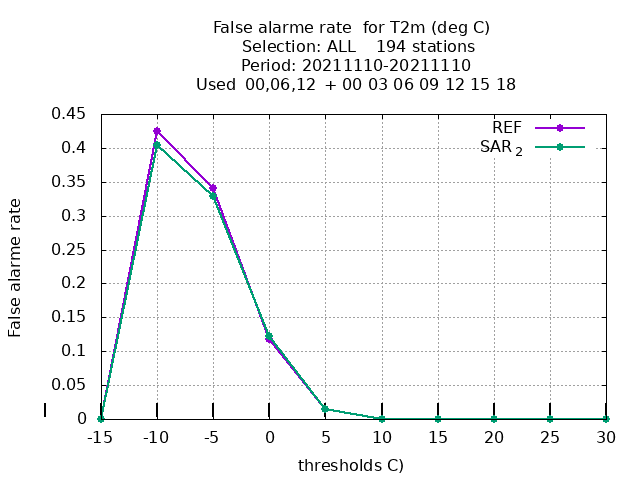 False alarme rate for T2m (deg C)
Selection: ALL 194 stations
Period: 20211110-20211110
Used 00,06,12 + 00 03 06 09 12 15 18
REF
SAR 2
False alarme rate
0.45
0.4
0.35
0.3
0.25
0.2
0.15
0.1
0.05
0
-15 -10 -5 0 5 10 15 20 25 30
thresholds C)